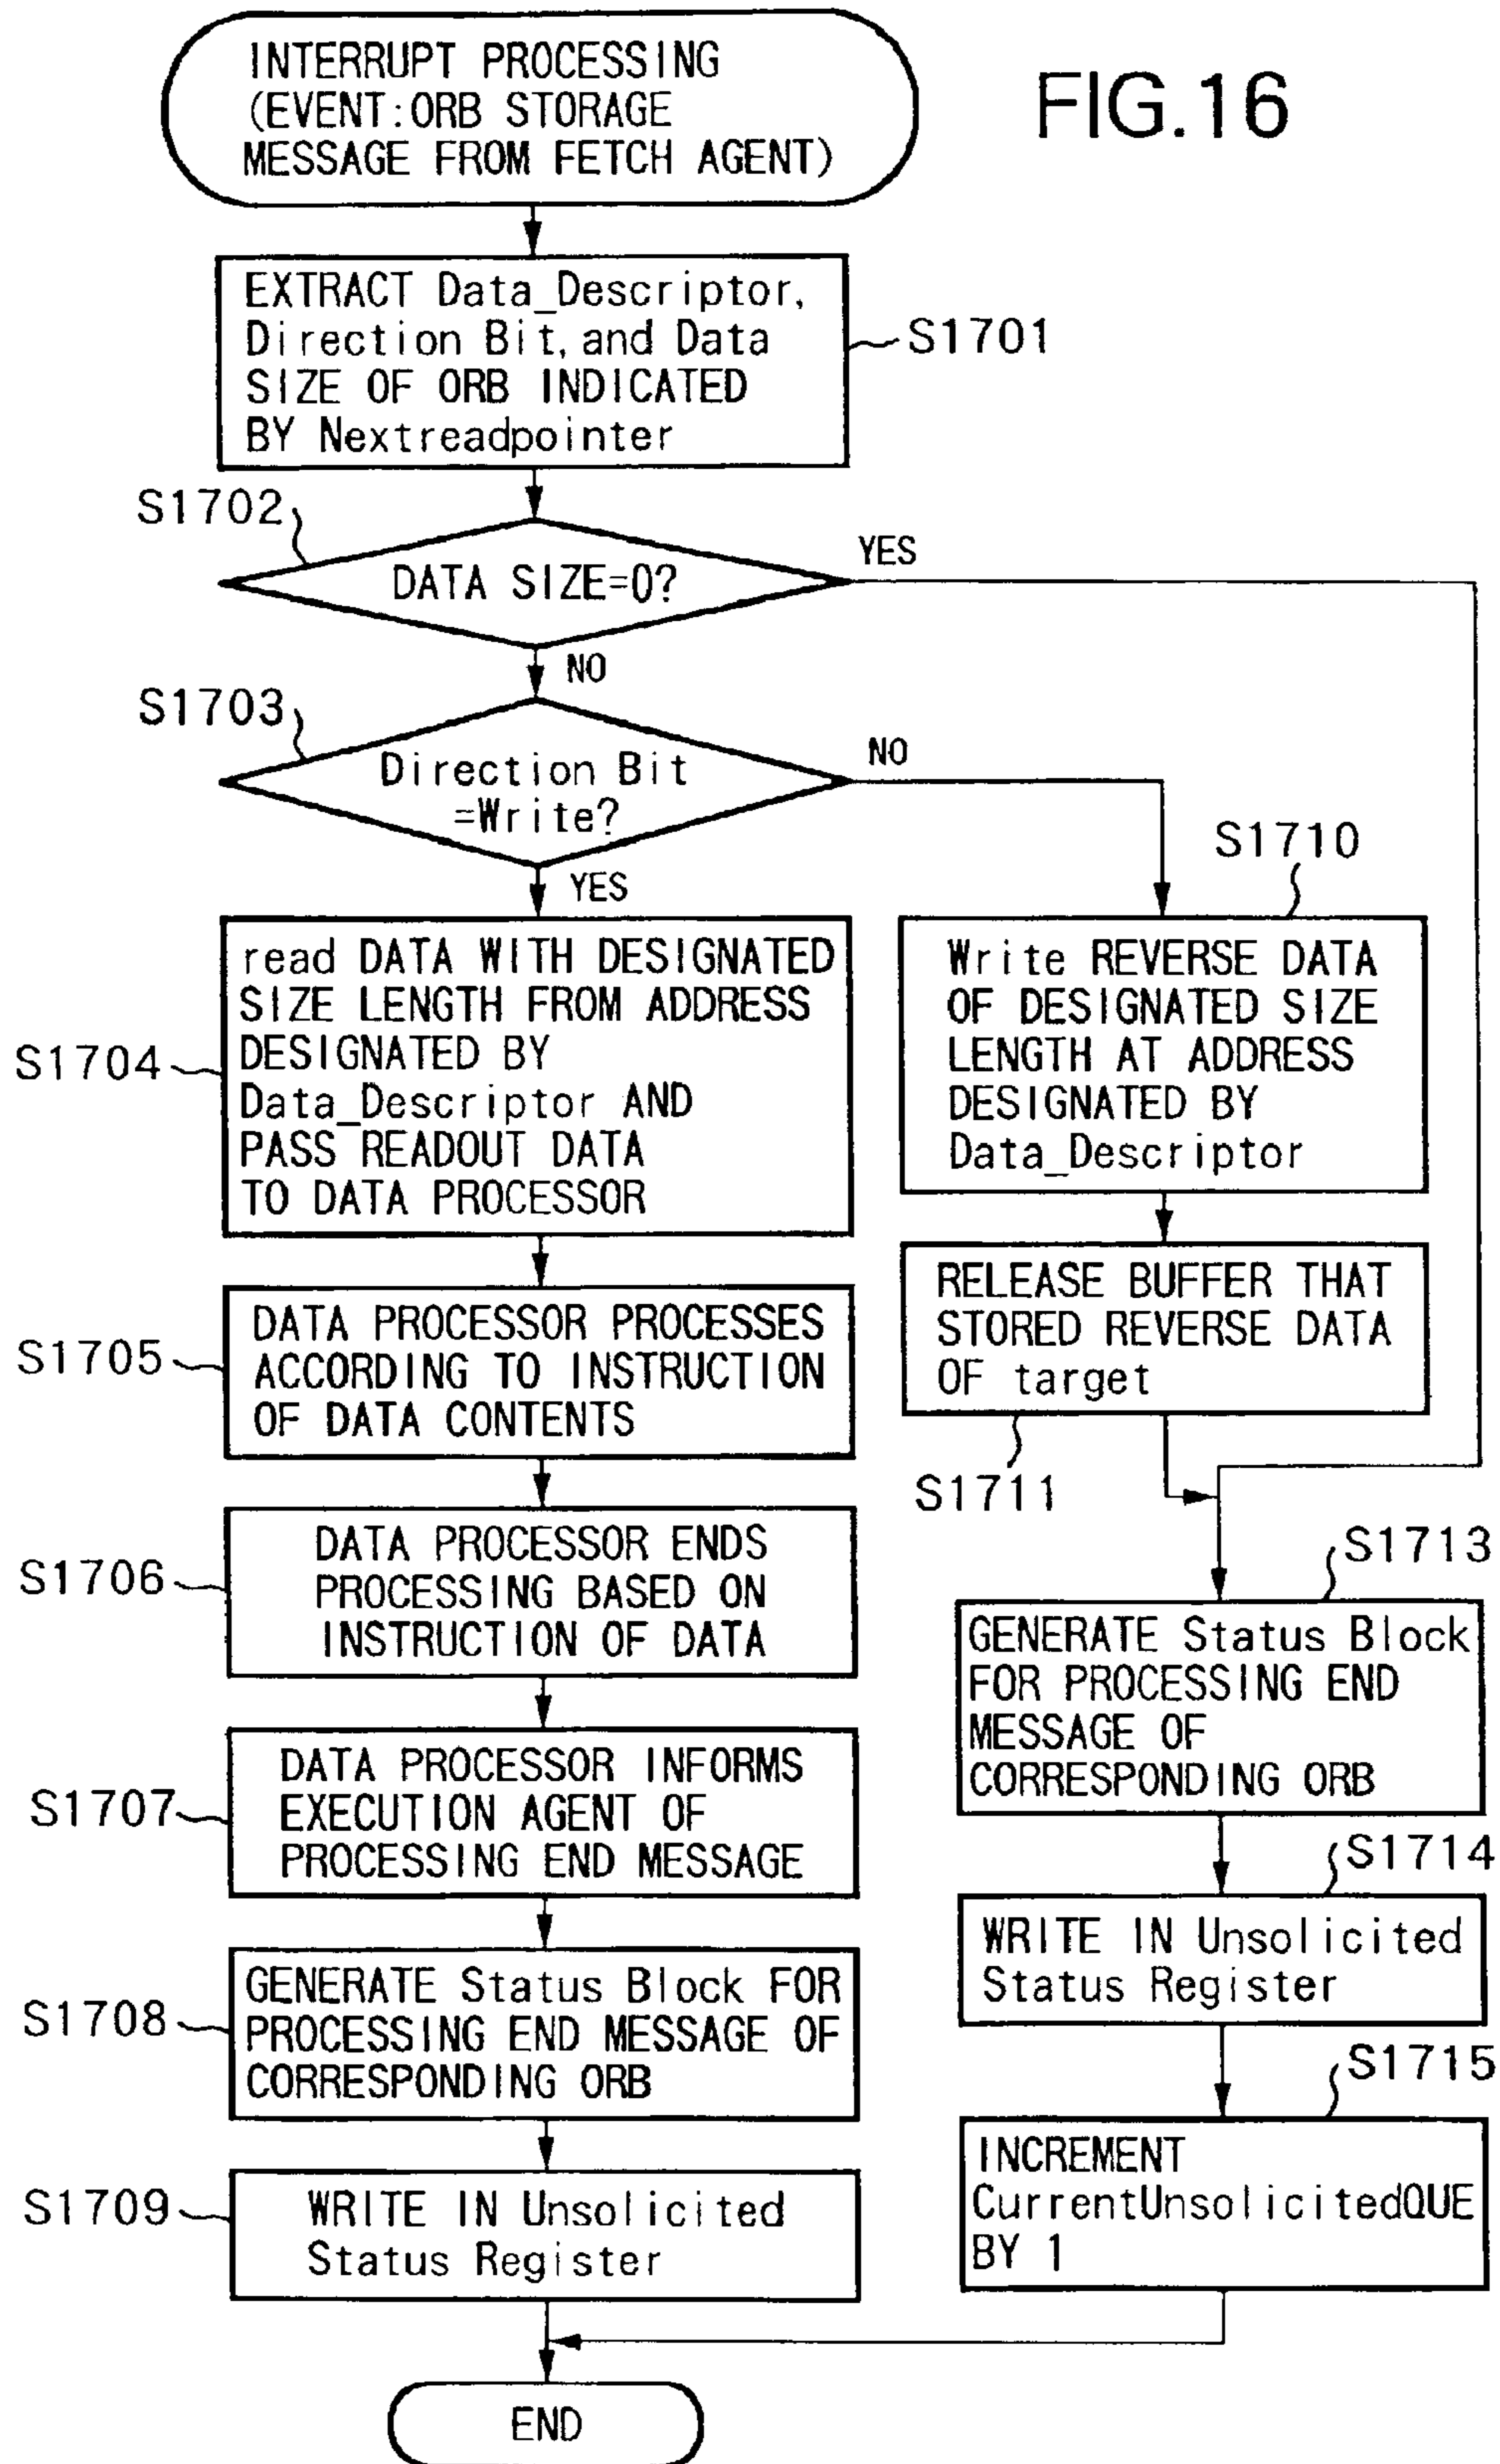 INTERRUPT PROCESSING
(EVENT:ORB STORAGE
MESSAGE FROM FETCH AGENT)
FIG.16
EXTRACT Data_Descriptor,
Direction Bit, and Data
SIZE OF ORB INDICATED
BY Nextreadpointer
S1701
S1702
DATA SIZE=0?
YES
NO
S1703
Direction Bit
=Write?
NO
YES
S1704
read DATA WITH DESIGNATED
SIZE LENGTH FROM ADDRESS
DESIGNATED BY
Data_Descriptor AND
PASS READOUT DATA
TO DATA PROCESSOR
S1710
Write REVERSE DATA
OF DESIGNATED SIZE
LENGTH AT ADDRESS
DESIGNATED BY
Data_Descriptor
S1705
DATA PROCESSOR PROCESSES
ACCORDING TO INSTRUCTION
OF DATA CONTENTS
RELEASE BUFFER THAT
STORED REVERSE DATA
OF target
S1711
S1706
DATA PROCESSOR ENDS
PROCESSING BASED ON
INSTRUCTION OF DATA
S1713
GENERATE Status Block
FOR PROCESSING END
MESSAGE OF
CORRESPONDING ORB
S1707
DATA PROCESSOR INFORMS
EXECUTION AGENT OF
PROCESSING END MESSAGE
S1714
WRITE IN Unsolicited
Status Register
S1708
GENERATE Status Block FOR
PROCESSING END MESSAGE OF
CORRESPONDING ORB
S1715
INCREMENT
CurrentUnsolicitedQUE
BY 1
S1709
WRITE IN Unsolicited
Status Register
END